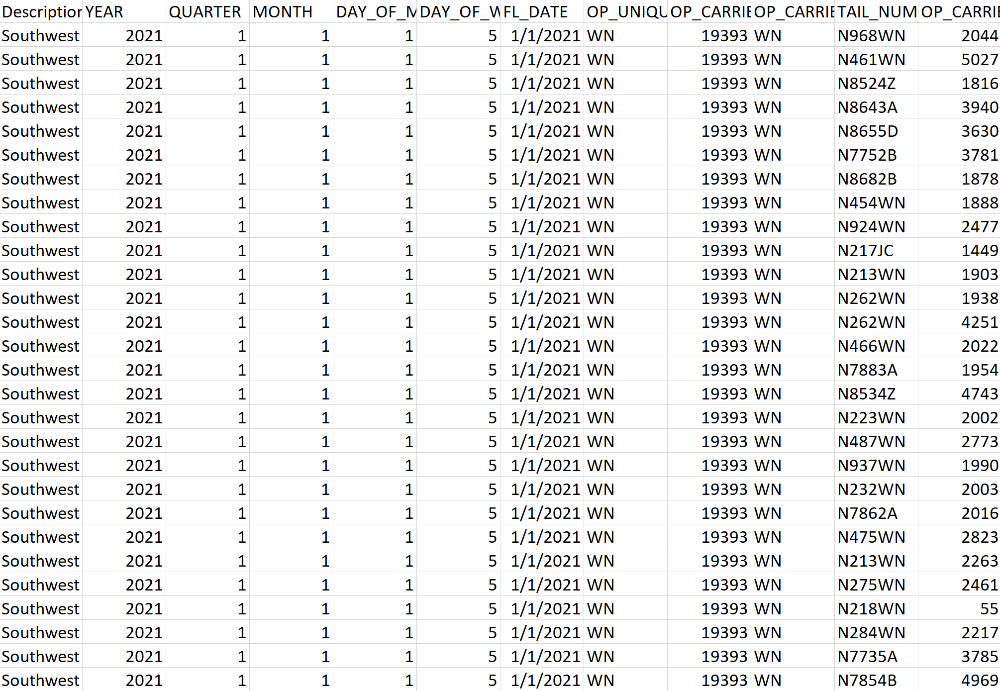 Description YEAR QUARTER MONTH DAY_OF_M DAY_OF_W FL_DATE OP_UNIQU OP_CARRIE OP_CARRIE TAIL_NUM OP_CARRIE
Southwest 2021 1 1 1 5 1/1/2021 WN 19393 WN N968WN 2044
Southwest 2021 1 1 1 5 1/1/2021 WN 19393 WN N461WN 5027
Southwest 2021 1 1 1 5 1/1/2021 WN 19393 WN N8524Z 1816
Southwest 2021 1 1 1 5 1/1/2021 WN 19393 WN N8643A 3940
Southwest 2021 1 1 1 5 1/1/2021 WN 19393 WN N8655D 3630
Southwest 2021 1 1 1 5 1/1/2021 WN 19393 WN N7752B 3781
Southwest 2021 1 1 1 5 1/1/2021 WN 19393 WN N8682B 1878
Southwest 2021 1 1 1 5 1/1/2021 WN 19393 WN N454WN 1888
Southwest 2021 1 1 1 5 1/1/2021 WN 19393 WN N924WN 2477
Southwest 2021 1 1 1 5 1/1/2021 WN 19393 WN N217JC 1449
Southwest 2021 1 1 1 5 1/1/2021 WN 19393 WN N213WN 1903
Southwest 2021 1 1 1 5 1/1/2021 WN 19393 WN N262WN 1938
Southwest 2021 1 1 1 5 1/1/2021 WN 19393 WN N262WN 4251
Southwest 2021 1 1 1 5 1/1/2021 WN 19393 WN N466WN 2022
Southwest 2021 1 1 1 5 1/1/2021 WN 19393 WN N7883A 1954
Southwest 2021 1 1 1 5 1/1/2021 WN 19393 WN N8534Z 4743
Southwest 2021 1 1 1 5 1/1/2021 WN 19393 WN N223WN 2002
Southwest 2021 1 1 1 5 1/1/2021 WN 19393 WN N487WN 2773
Southwest 2021 1 1 1 5 1/1/2021 WN 19393 WN N937WN 1990
Southwest 2021 1 1 1 5 1/1/2021 WN 19393 WN N232WN 2003
Southwest 2021 1 1 1 5 1/1/2021 WN 19393 WN N7862A 2016
Southwest 2021 1 1 1 5 1/1/2021 WN 19393 WN N475WN 2823
Southwest 2021 1 1 1 5 1/1/2021 WN 19393 WN N213WN 2263
Southwest 2021 1 1 1 5 1/1/2021 WN 19393 WN N275WN 2461
Southwest 2021 1 1 1 5 1/1/2021 WN 19393 WN N218WN 55
Southwest 2021 1 1 1 5 1/1/2021 WN 19393 WN N284WN 2217
Southwest 2021 1 1 1 5 1/1/2021 WN 19393 WN N7735A 3785
Southwest 2021 1 1 1 5 1/1/2021 WN 19393 WN N7854B 4969